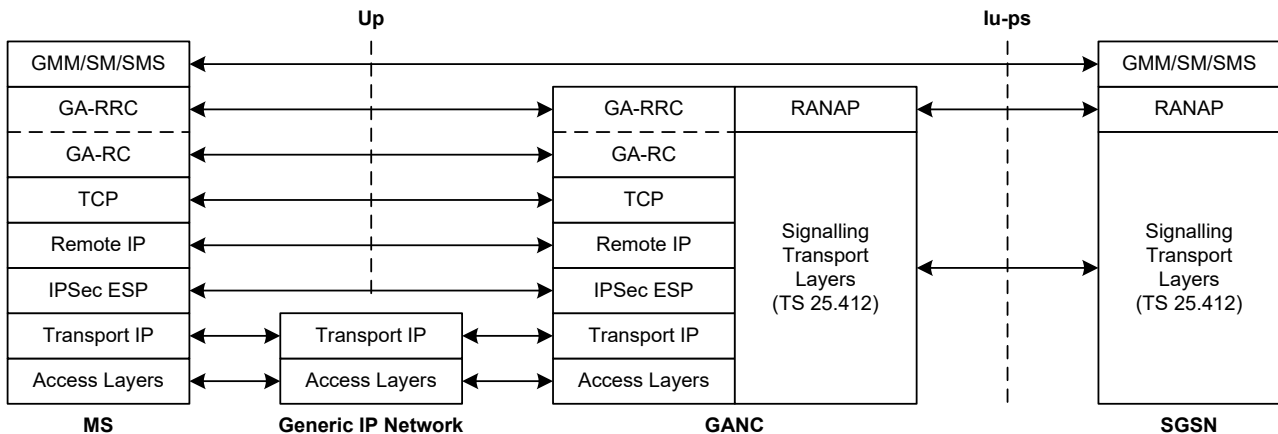 Up
Iu-ps
GMM/SM/SMS
GMM/SM/SMS
GA-RRC
GA-RRC
RANAP
RANAP
GA-RC
GA-RC
TCP
TCP
Remote IP
Remote IP
Signalling
Transport
Layers
(TS 25.412)
Signalling
Transport
Layers
(TS 25.412)
IPSec ESP
IPSec ESP
Transport IP
Transport IP
Transport IP
Access Layers
Access Layers
Access Layers
MS
Generic IP Network
GANC
SGSN